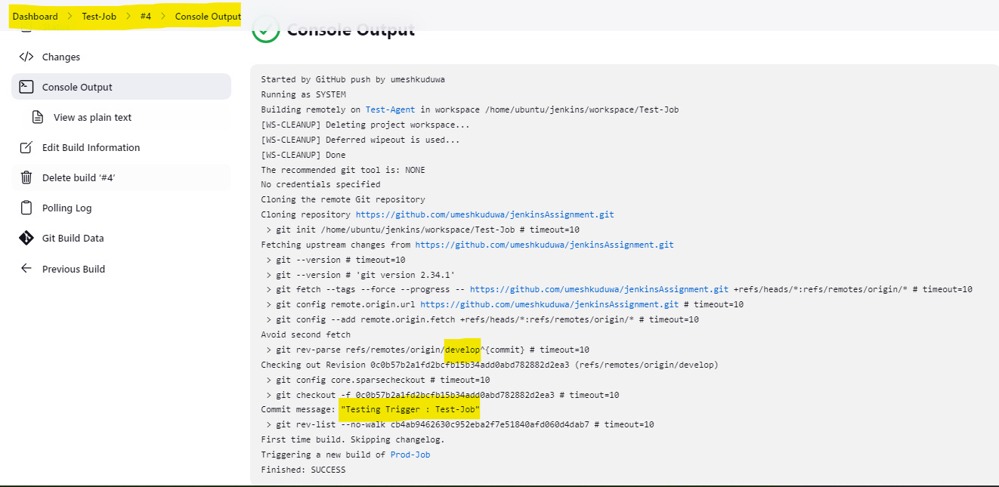 Dashboard > Test-Job > #4 > Console Output
Changes
Console Output
View as plain text
Edit Build Information
Delete build ‘#4’
Polling Log
Git Build Data
Previous Build
Console Output
Started by GitHub push by umeshkuduwa
Running as SYSTEM
Building remotely on Test-Agent in workspace /home/ubuntu/jenkins/workspace/Test-Job
[WS-CLEANUP] Deleting project workspace...
[WS-CLEANUP] Deferred wipeout is used...
[WS-CLEANUP] Done
The recommended git tool is: NONE
No credentials specified
Cloning the remote Git repository
Cloning repository https://github.com/umeshkuduwa/jenkinsAssignment.git
> git init /home/ubuntu/jenkins/workspace/Test-Job # timeout=10
Fetching upstream changes from https://github.com/umeshkuduwa/jenkinsAssignment.git
> git --version # timeout=10
> git --version # 'git version 2.34.1'
> git fetch --tags --force --progress -- https://github.com/umeshkuduwa/jenkinsAssignment.git +refs/heads/*:refs/remotes/origin/* # timeout=10
> git config remote.origin.url https://github.com/umeshkuduwa/jenkinsAssignment.git # timeout=10
> git config --add remote.origin.fetch +refs/heads/*:refs/remotes/origin/* # timeout=10
Avoid second fetch
> git rev-parse refs/remotes/origin/develop^{commit} # timeout=10
Checking out Revision 0c0b57b2a1fd2bcfb15b34add0abd782882d2ea3 (refs/remotes/origin/develop)
> git config core.sparsecheckout # timeout=10
> git checkout -f 0c0b57b2a1fd2bcfb15b34add0abd782882d2ea3 # timeout=10
Commit message: "Testing Trigger : Test-Job"
> git rev-list --no-walk cb4ab9462630c952eba2f7e51840afd060d4dab7 # timeout=10
First time build. Skipping changelog.
Triggering a new build of Prod-Job
Finished: SUCCESS